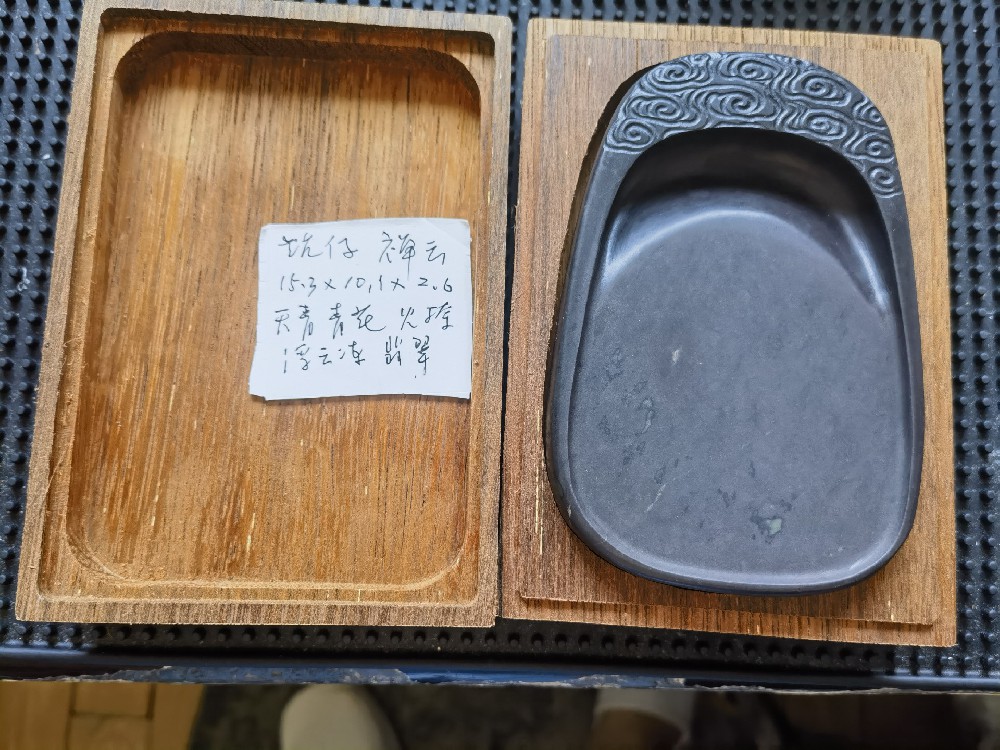 坑仔 禅云
15.3×10.1×2.6
天青 青花 火捺
浮云冻 翡翠